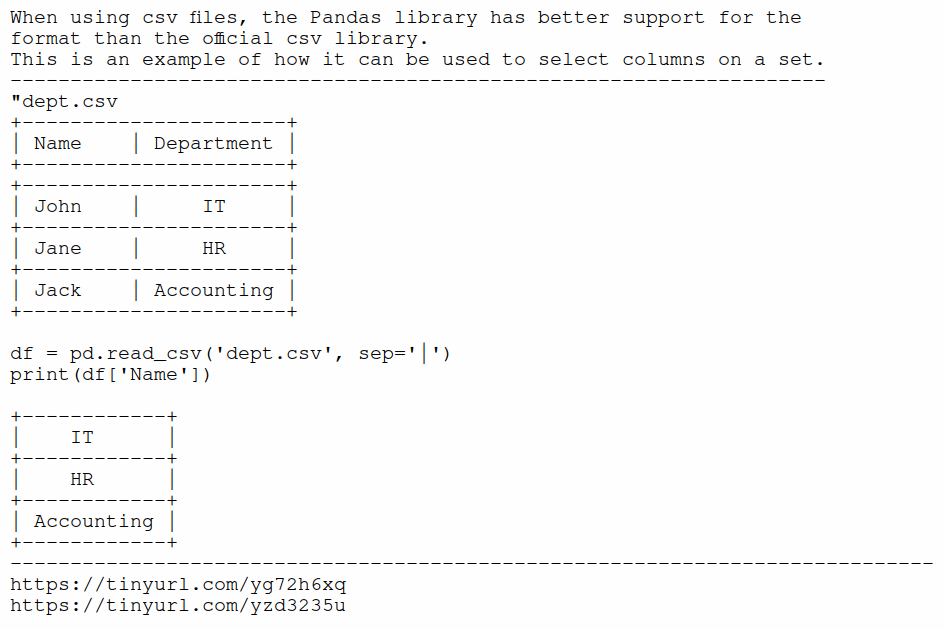 When using csv files, the Pandas library has better support for the
format than the official csv library.
This is an example of how it can be used to select columns on a set.
--------------------------------------------------------------------
"dept.csv
+----------------------+
| Name    | Department |
+----------------------+
+----------------------+
| John    |     IT     |
+----------------------+
| Jane    |     HR     |
+----------------------+
| Jack    | Accounting |
+----------------------+
df = pd.read_csv('dept.csv', sep='|')
print(df['Name'])
+------------+
|    IT      |
+------------+
|    HR      |
+------------+
| Accounting |
+------------+
-----------------------------------------------------------------------------
https://tinyurl.com/yg72h6xq
https://tinyurl.com/yzd3235u